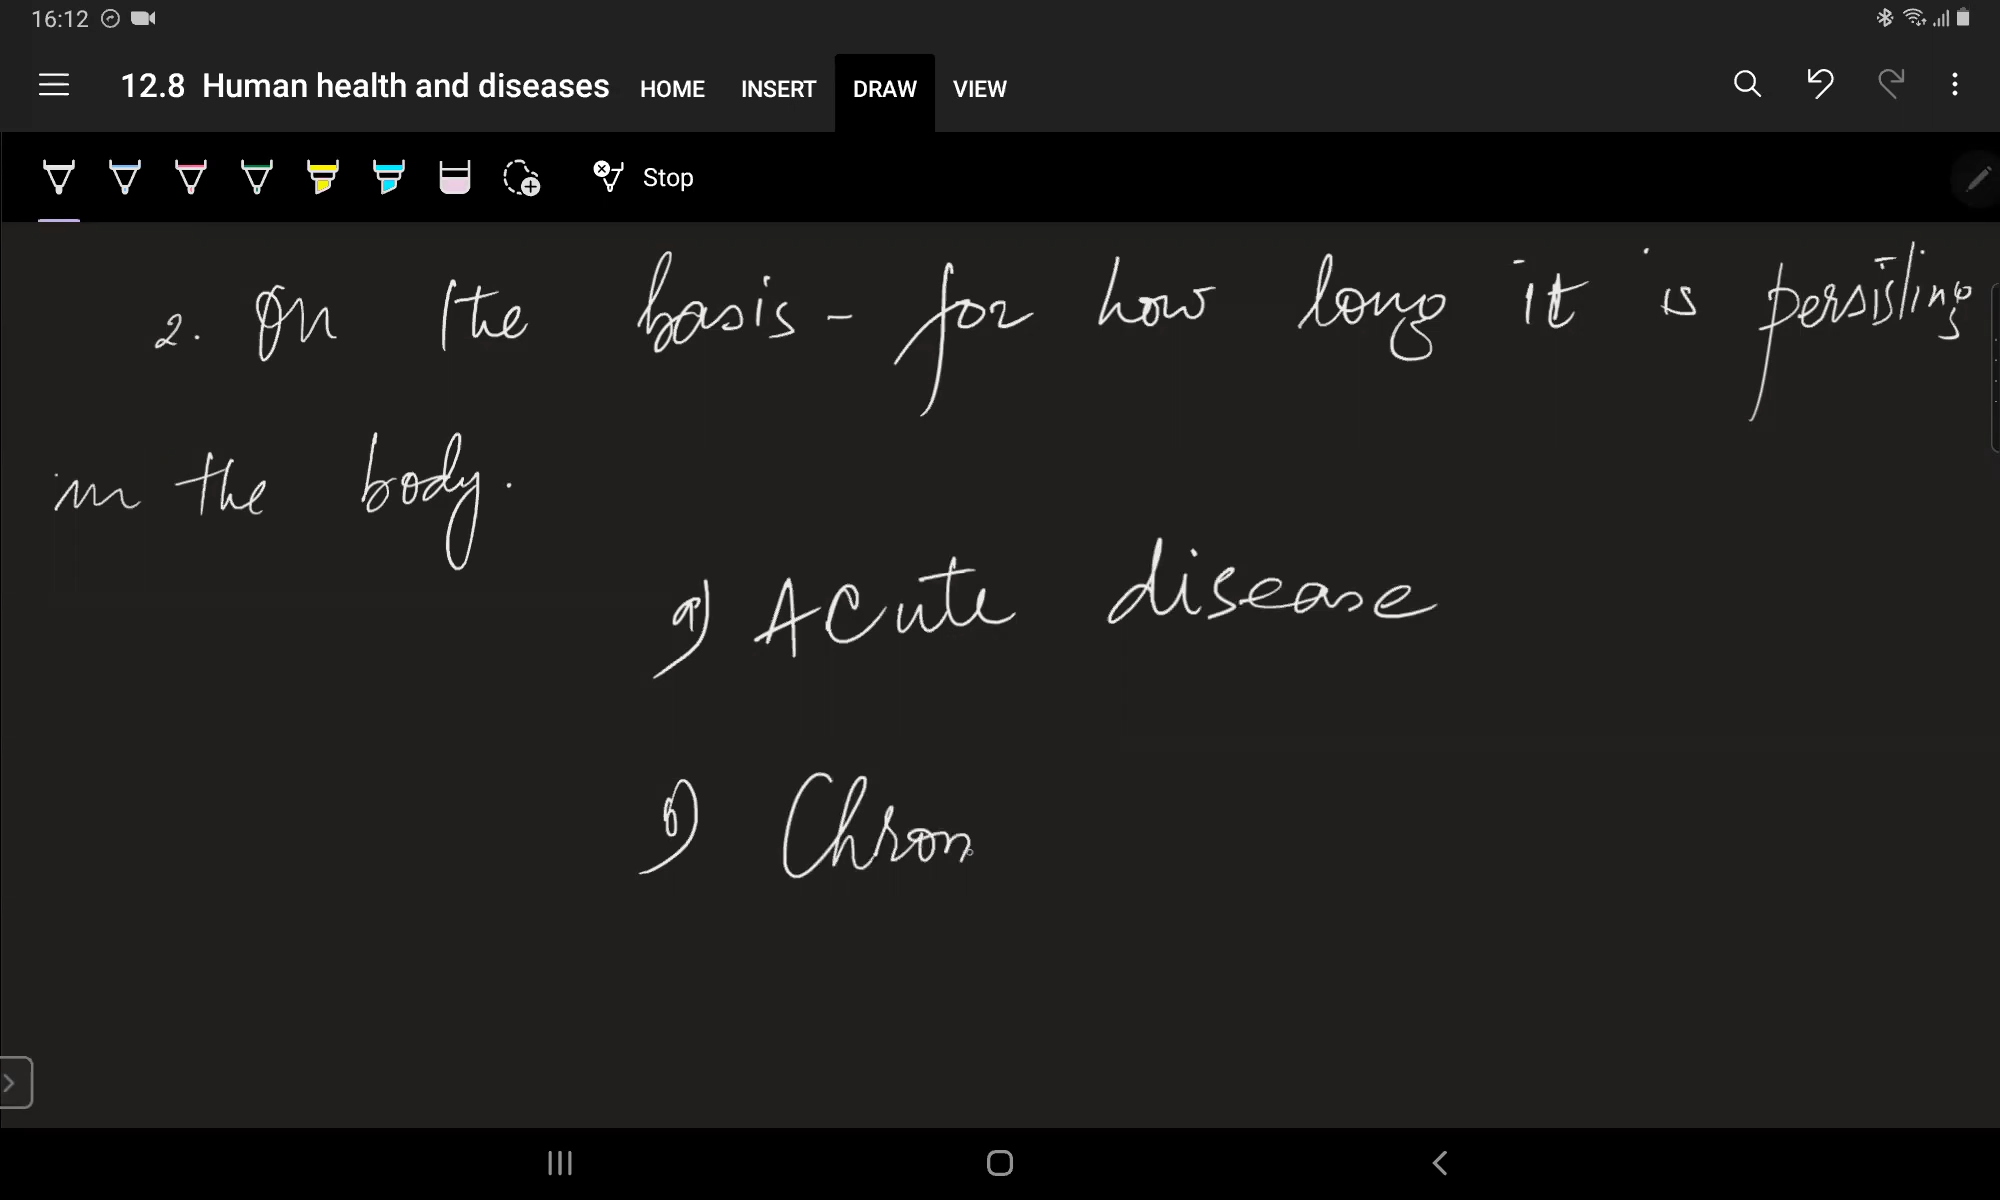 16:12
12.8 Human health and diseases HOME INSERT DRAW VIEW
Stop
2. On the basis - for how long it is persisting
in the body.
a) Acute disease
b) Chron